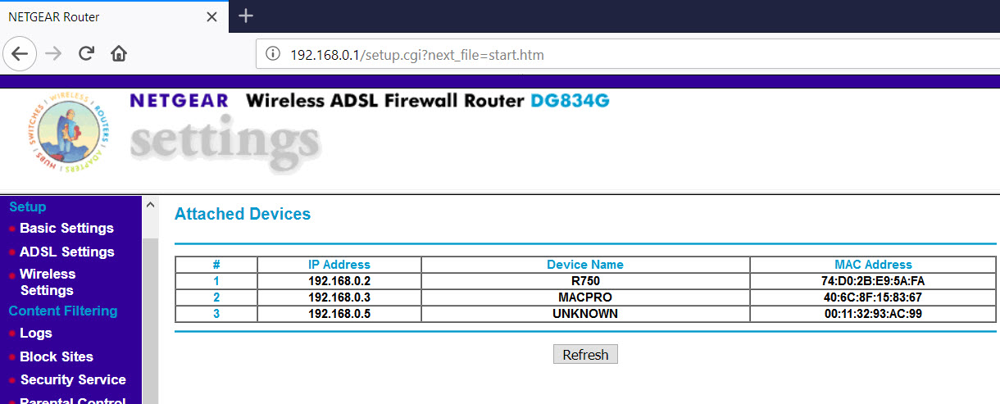 NETGEAR Router
192.168.0.1/setup.cgi?next_file=start.htm
NETGEAR Wireless ADSL Firewall Router DG834G
settings
SWITCHES | WIRELESS | ROUTERS | ADAPTERS | HUBS |
Setup
Basic Settings
ADSL Settings
Wireless
Settings
Content Filtering
Logs
Block Sites
Security Service
Parental Control
Attached Devices
# IP Address Device Name MAC Address
1 192.168.0.2 R750 74:D0:2B:E9:5A:FA
2 192.168.0.3 MACPRO 40:6C:8F:15:83:67
3 192.168.0.5 UNKNOWN 00:11:32:93:AC:99
Refresh